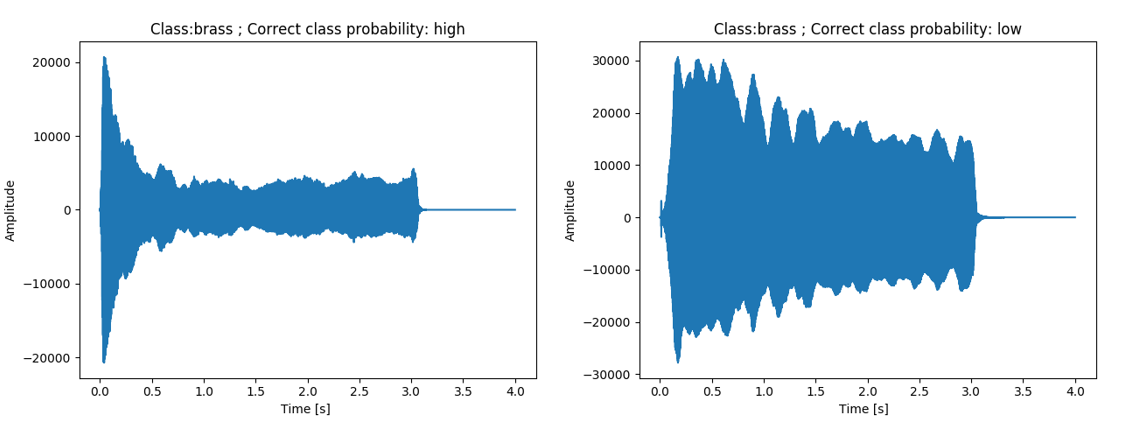 Class:brass ; Correct class probability: high
20000
10000
0
−10000
−20000
Amplitude
0.0 0.5 1.0 1.5 2.0 2.5 3.0 3.5 4.0
Time [s]
Class:brass ; Correct class probability: low
30000
20000
10000
0
−10000
−20000
−30000
Amplitude
0.0 0.5 1.0 1.5 2.0 2.5 3.0 3.5 4.0
Time [s]